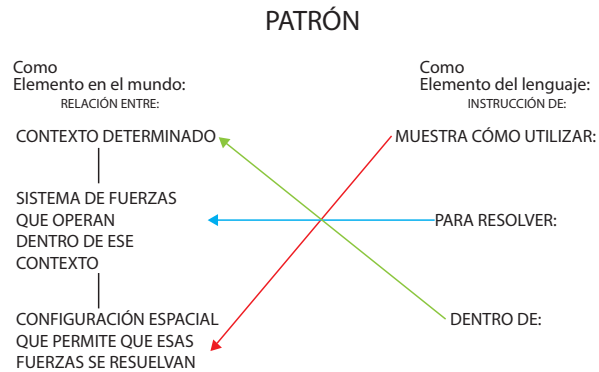 PATRÓN
Como
Elemento en el mundo:
RELACIÓN ENTRE:
CONTEXTO DETERMINADO
SISTEMA DE FUERZAS
QUE OPERAN
DENTRO DE ESE
CONTEXTO
CONFIGURACIÓN ESPACIAL
QUE PERMITE QUE ESAS
FUERZAS SE RESUELVAN
Como
Elemento del lenguaje:
INSTRUCCIÓN DE:
MUESTRA CÓMO UTILIZAR:
PARA RESOLVER:
DENTRO DE: